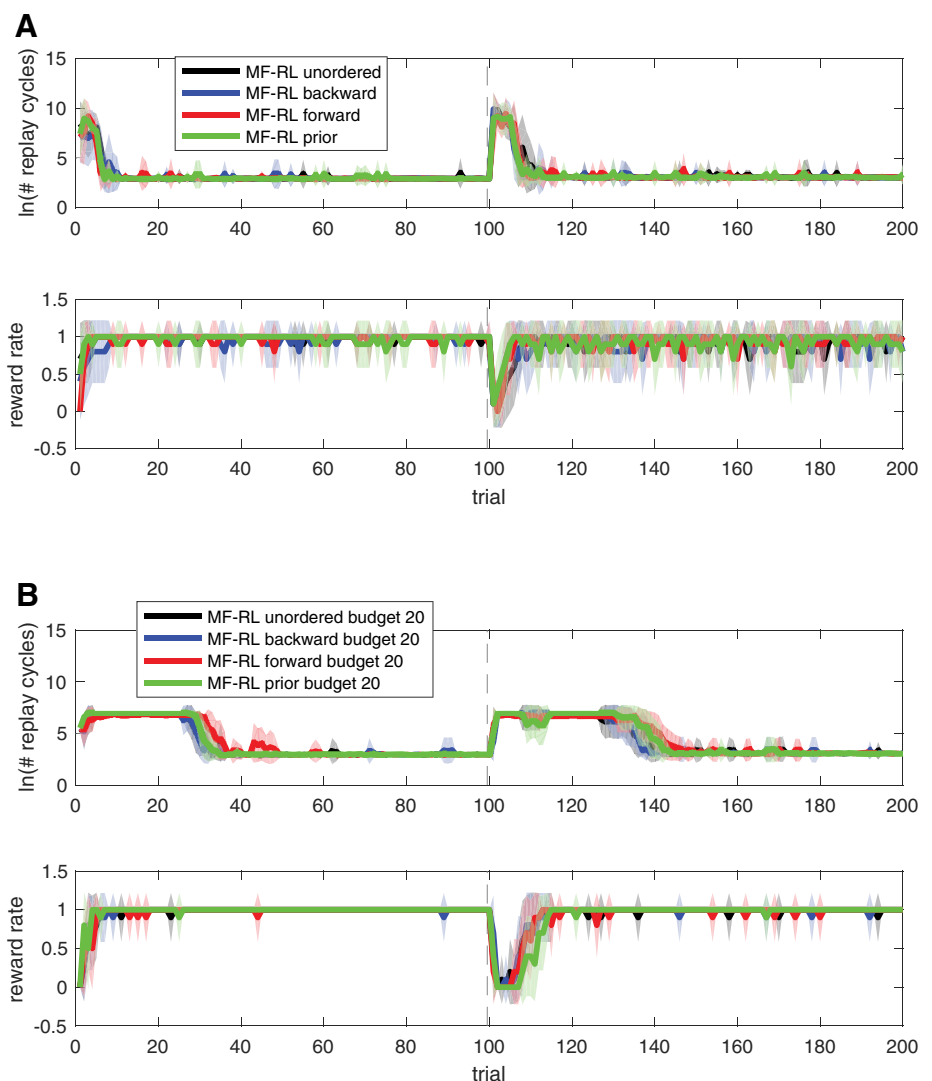 A
ln(# replay cycles)
15
10
5
0
MF-RL unordered
MF-RL backward
MF-RL forward
MF-RL prior
0 20 40 60 80 100 120 140 160 180 200
reward rate
1.5
1
0.5
0
-0.5
0 20 40 60 80 100 120 140 160 180 200
trial
B
ln(# replay cycles)
15
10
5
0
MF-RL unordered budget 20
MF-RL backward budget 20
MF-RL forward budget 20
MF-RL prior budget 20
0 20 40 60 80 100 120 140 160 180 200
reward rate
1.5
1
0.5
0
-0.5
0 20 40 60 80 100 120 140 160 180 200
trial